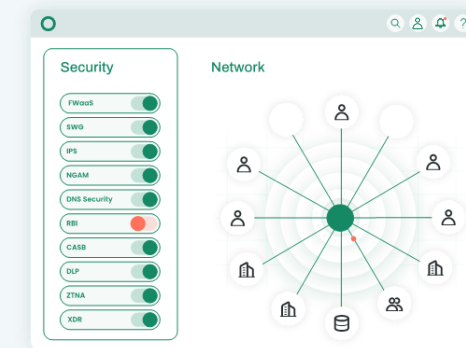 Security
FWaaS
SWG
IPS
NGAM
DNS Security
RBI
CASB
DLP
ZTNA
XDR
Network
?